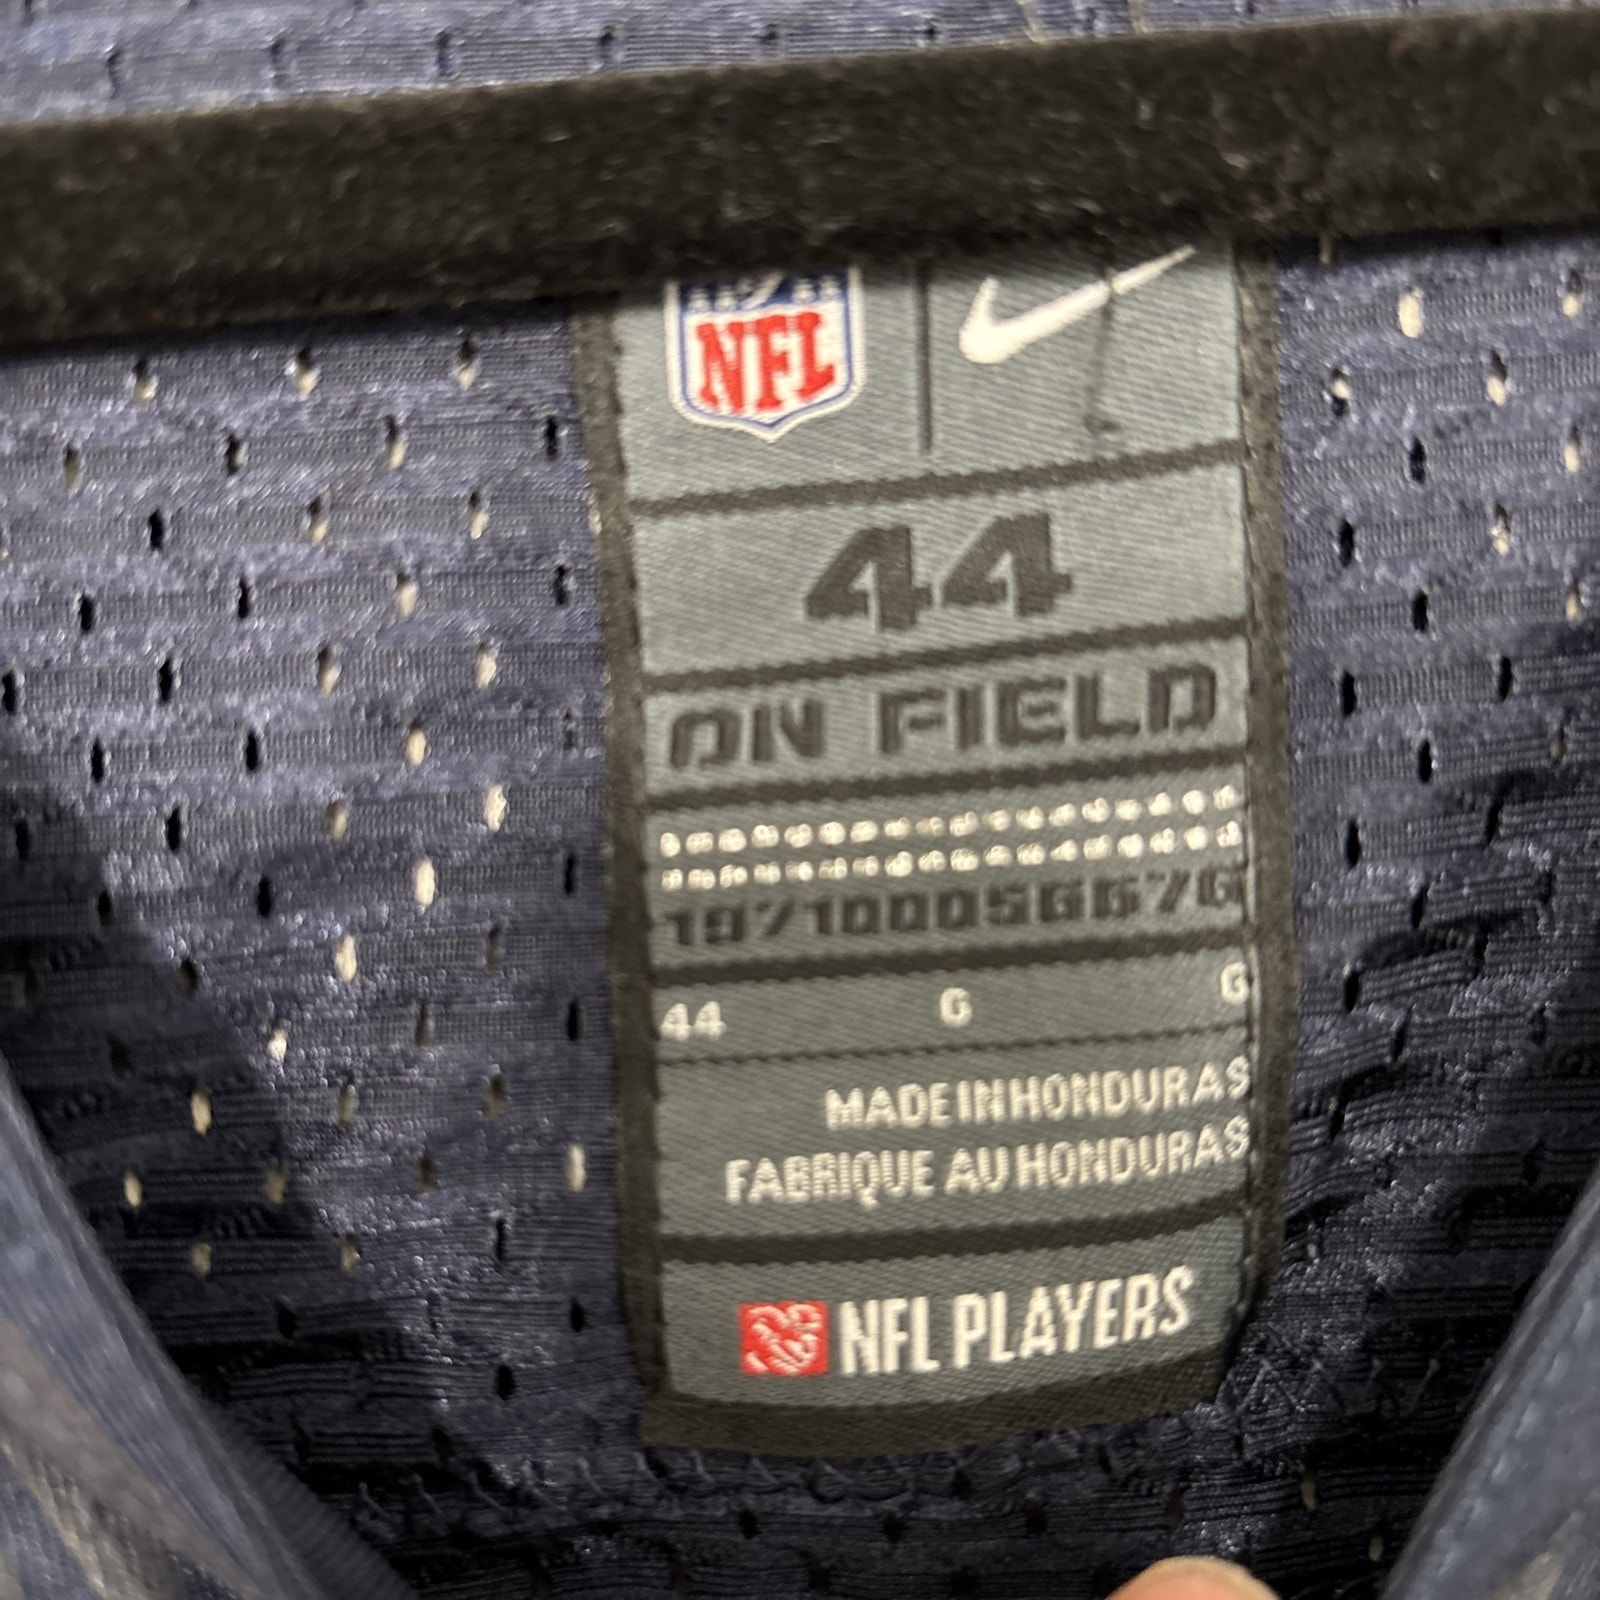 NFL
44
ON FIELD
44 G G
MADE IN HONDURAS
FABRIQUE AU HONDURAS
NFL PLAYERS